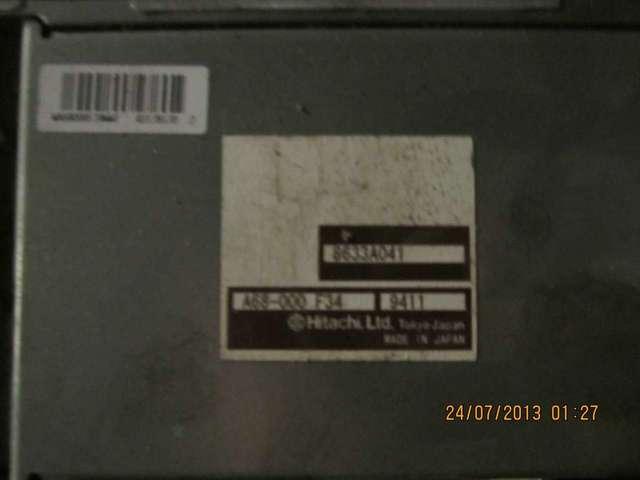 8633A041
A68-000 F34 9411
Hitachi, Ltd. Tokyo Japan
MADE IN JAPAN
24/07/2013 01:27